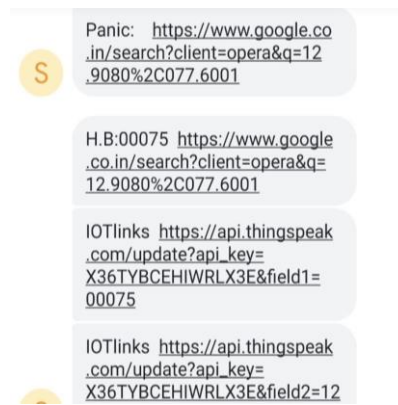 Panic: https://www.google.co
.in/search?client=opera&q=12
.9080%2C077.6001
S
H.B:00075 https://www.google
.co.in/search?client=opera&q=
12.9080%2C077.6001
IOTlinks https://api.thingspeak
.com/update?api_key=
X36TYBCEHIWRLX3E&field1=
00075
IOTlinks https://api.thingspeak
.com/update?api_key=
X36TYBCEHIWRLX3E&field2=12